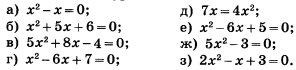 а) x² – x = 0; д) 7x = 4x²;
б) x² + 5x + 6 = 0; е) x² – 6x + 5 = 0;
в) 5x² + 8x – 4 = 0; ж) 5x² – 3 = 0;
г) x² – 6x + 7 = 0; з) 2x² – x + 3 = 0.